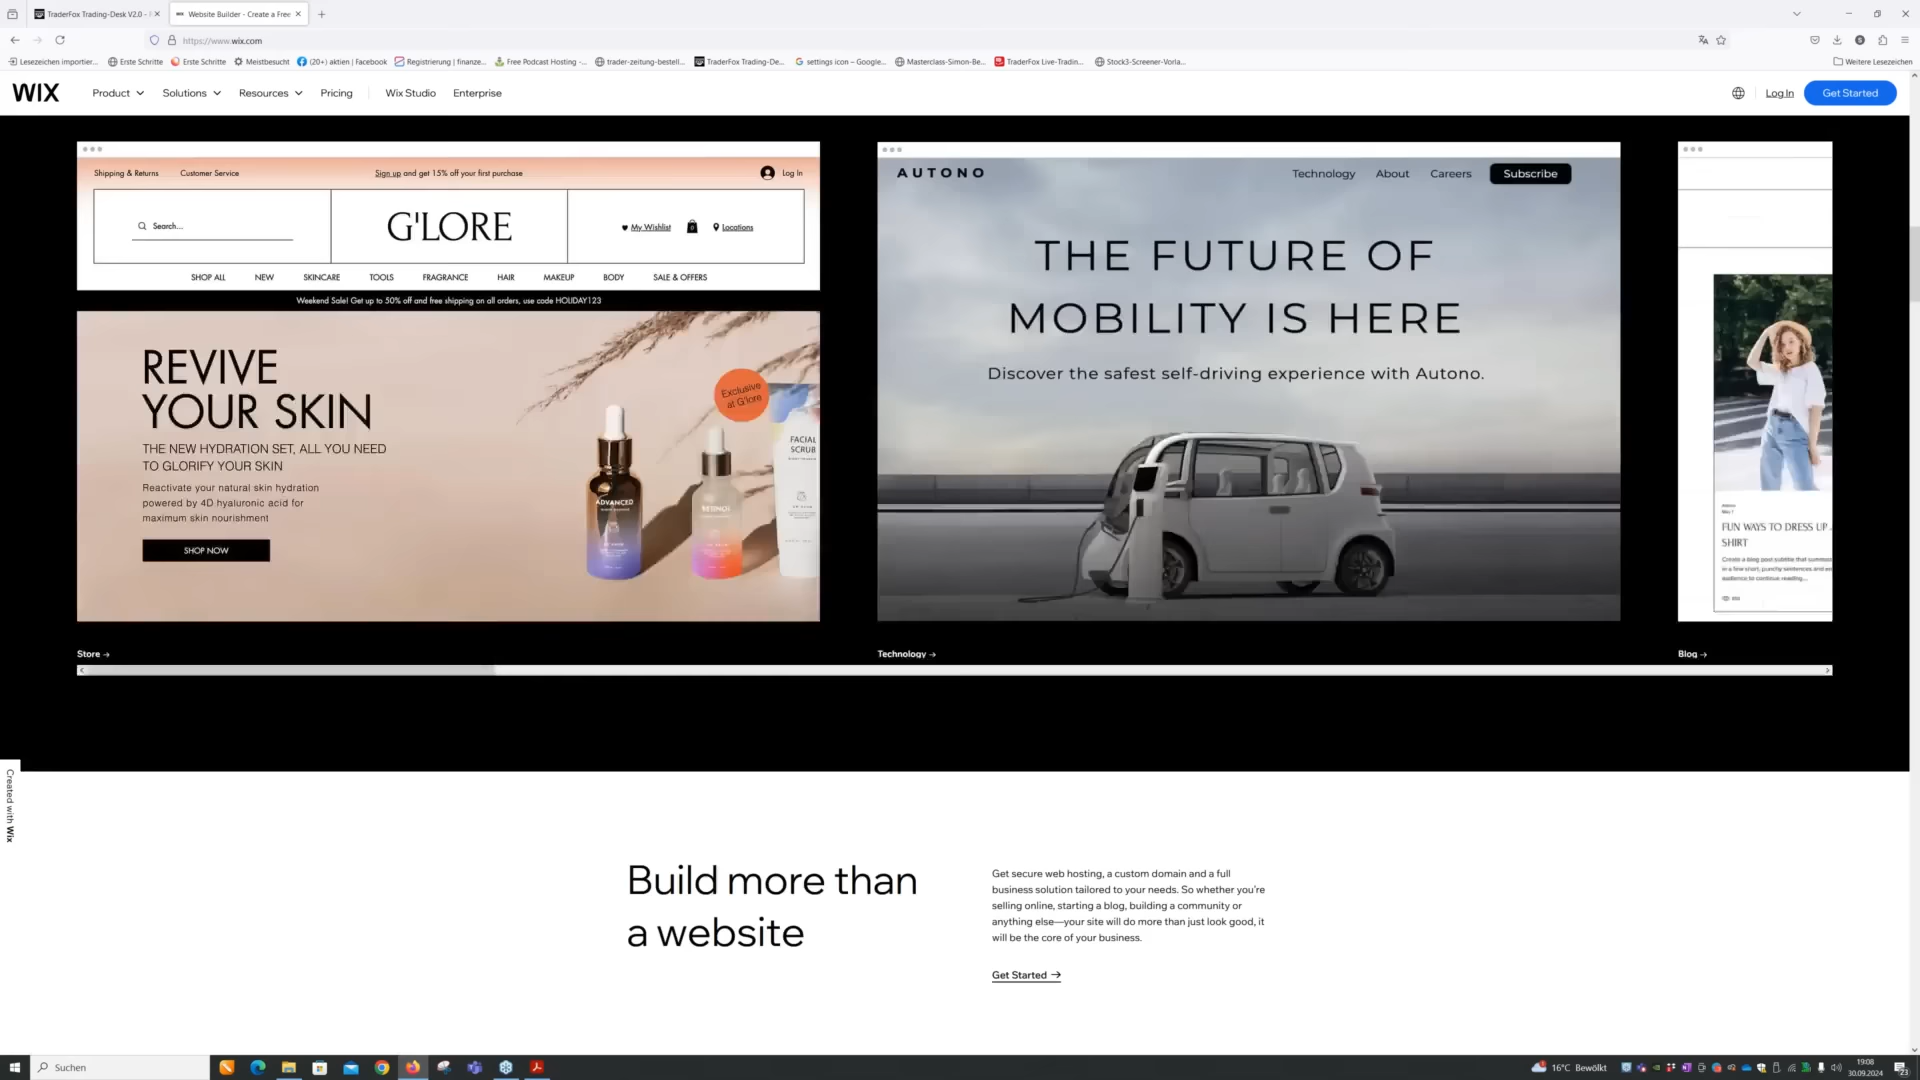 TraderFox Trading-Desk V2.0 -
Website Builder - Create a Free
https://www.wix.com
Lesezeichen importier...
Erste Schritte
Erste Schritte
Meistbesucht
(20+) aktien | Facebook
Registrierung | finanze...
Free Podcast Hosting -...
trader-zeitung-bestell...
TraderFox Trading-De...
settings icon – Google...
Masterclass-Simon-Be...
TraderFox Live-Tradin...
Stock3-Screener-Vorla...
Weitere Lesezeichen
WIX
Product
Solutions
Resources
Pricing
Wix Studio
Enterprise
Log In
Get Started
Shipping & Returns
Customer Service
Sign up and get 15% off your first purchase
Log In
Search...
G'LORE
My Wishlist
Locations
SHOP ALL
NEW
SKINCARE
TOOLS
FRAGRANCE
HAIR
MAKEUP
BODY
SALE & OFFERS
Weekend Sale! Get up to 50% off and free shipping on all orders, use code HOLIDAY123
REVIVE
YOUR SKIN
THE NEW HYDRATION SET, ALL YOU NEED
TO GLORIFY YOUR SKIN
Reactivate your natural skin hydration
powered by 4D hyaluronic acid for
maximum skin nourishment
SHOP NOW
Exclusive
at G'lore
ADVANCED
RETINOL
FACIAL
SCRUB
Store →
AUTONO
Technology
About
Careers
Subscribe
THE FUTURE OF
MOBILITY IS HERE
Discover the safest self-driving experience with Autono.
Technology →
FUN WAYS TO DRESS UP
SHIRT
Create a blog post subtitle that summar
in a few short, punchy sentences and en
audience to continue reading...
Blog →
Created with Wix
Build more than
a website
Get secure web hosting, a custom domain and a full
business solution tailored to your needs. So whether you're
selling online, starting a blog, building a community or
anything else—your site will do more than just look good, it
will be the core of your business.
Get Started →
Suchen
16°C Bewölkt
19:08
30.09.2024
23